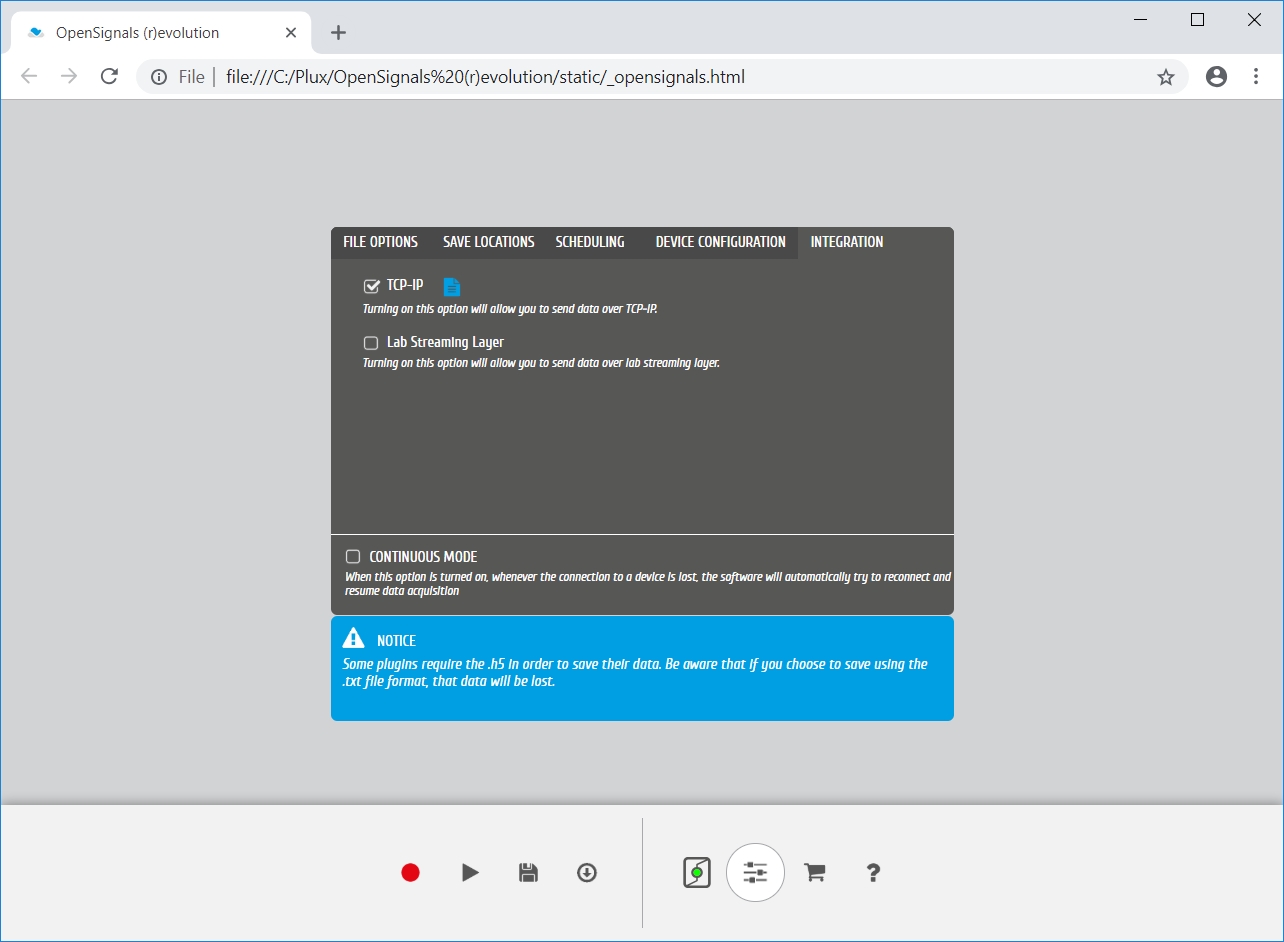 OpenSignals (r)evolution
File | file:///C:/Plux/OpenSignals%20(r)evolution/static/_opensignals.html
FILE OPTIONS SAVE LOCATIONS SCHEDULING DEVICE CONFIGURATION INTEGRATION
TCP-IP
Turning on this option will allow you to send data over TCP-IP.
Lab Streaming Layer
Turning on this option will allow you to send data over lab streaming layer.
CONTINUOUS MODE
When this option is turned on, whenever the connection to a device is lost, the software will automatically try to reconnect and
resume data acquisition
NOTICE
Some plugins require the .h5 in order to save their data. Be aware that if you choose to save using the
.txt file format, that data will be lost.
?